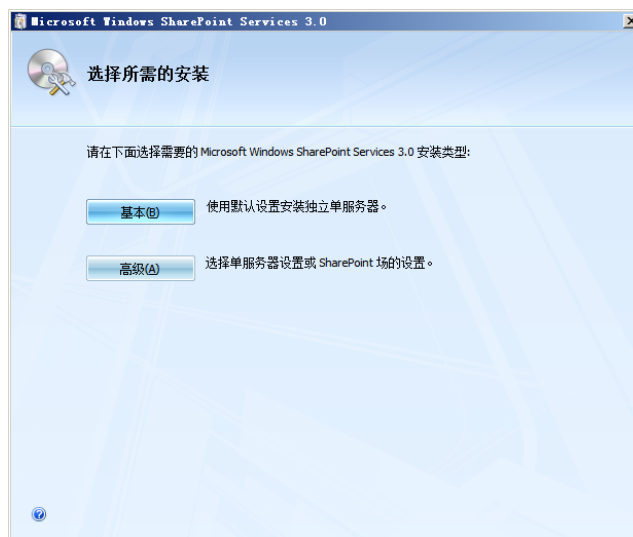 Microsoft Windows SharePoint Services 3.0
选择所需的安装
请在下面选择需要的 Microsoft Windows SharePoint Services 3.0 安装类型:
基本(B) 使用默认设置安装独立单服务器。
高级(A) 选择单服务器设置或 SharePoint 场的设置。